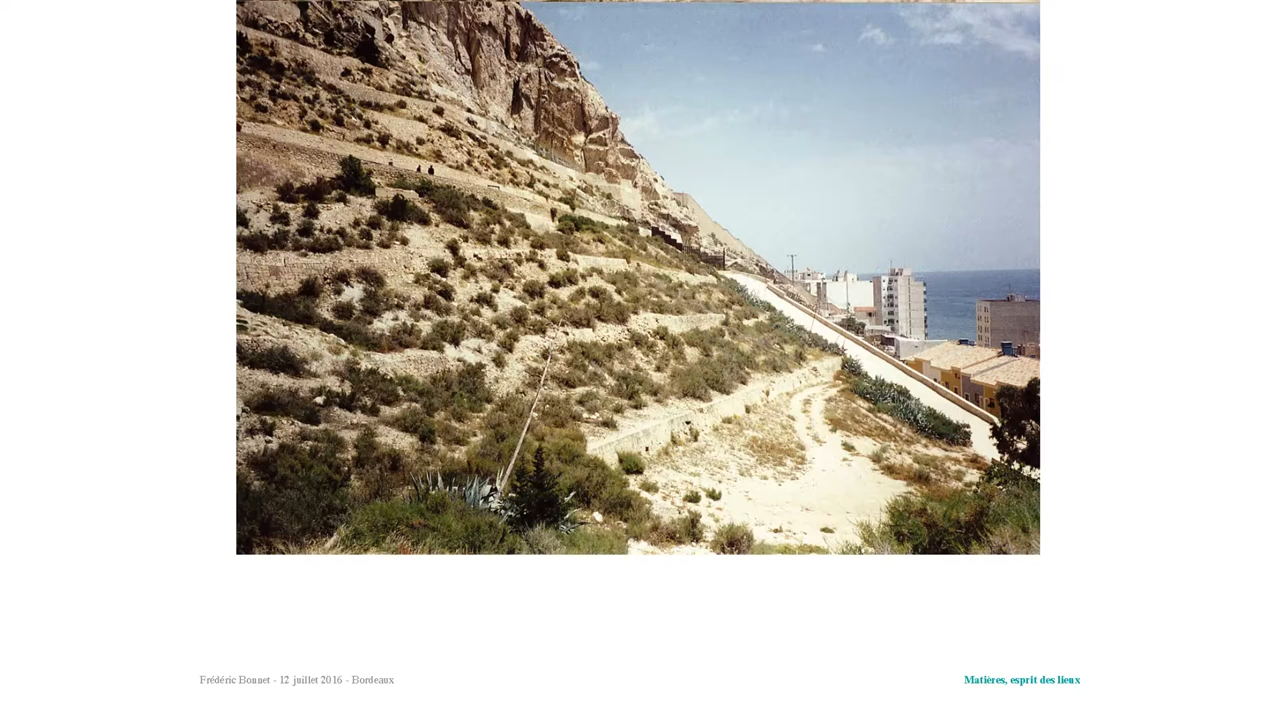 Frédéric Bonnet - 12 juillet 2016 - Bordeaux
Matières, esprit des lieux